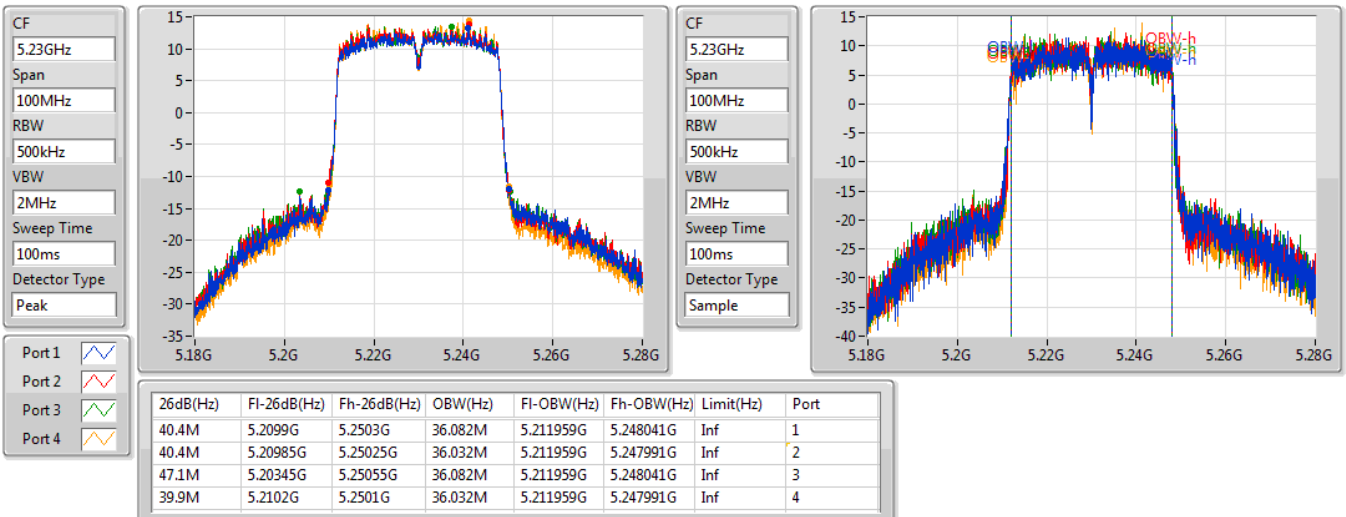 CF
5.23GHz
Span
100MHz
RBW
500kHz
VBW
2MHz
Sweep Time
100ms
Detector Type
Peak
15
10
5
0
-5
-10
-15
-20
-25
-30
-35
5.18G 5.2G 5.22G 5.24G 5.26G 5.28G
CF
5.23GHz
Span
100MHz
RBW
500kHz
VBW
2MHz
Sweep Time
100ms
Detector Type
Sample
15
10
5
0
-5
-10
-15
-20
-25
-30
-35
-40
OBW-h
5.18G 5.2G 5.22G 5.24G 5.26G 5.28G
Port 1
Port 2
Port 3
Port 4
26dB(Hz) Fl-26dB(Hz) Fh-26dB(Hz) OBW(Hz) Fl-OBW(Hz) Fh-OBW(Hz) Limit(Hz) Port
40.4M 5.2099G 5.2503G 36.082M 5.211959G 5.248041G Inf 1
40.4M 5.20985G 5.25025G 36.032M 5.211959G 5.247991G Inf 2
47.1M 5.20345G 5.25055G 36.082M 5.211959G 5.248041G Inf 3
39.9M 5.2102G 5.2501G 36.032M 5.211959G 5.247991G Inf 4